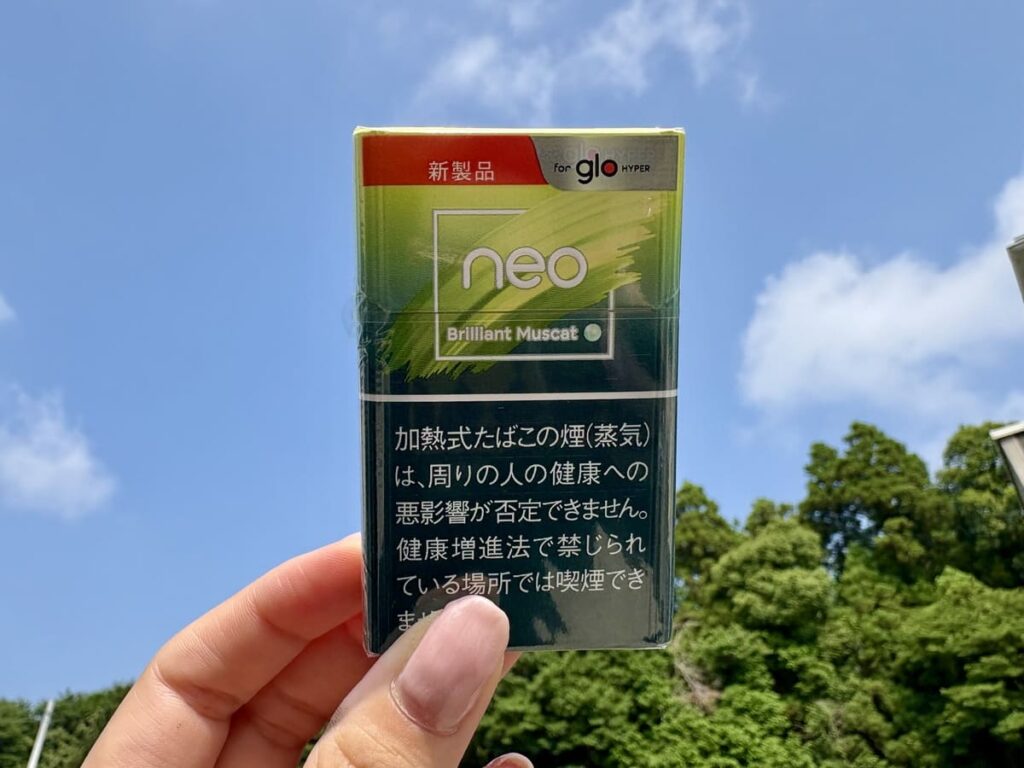 新製品
for glo HYPER
neo
Brilliant Muscat
加熱式たばこの煙(蒸気)
は、周りの人の健康への
悪影響が否定できません。
健康増進法で禁じられ
ている場所では喫煙でき
ま